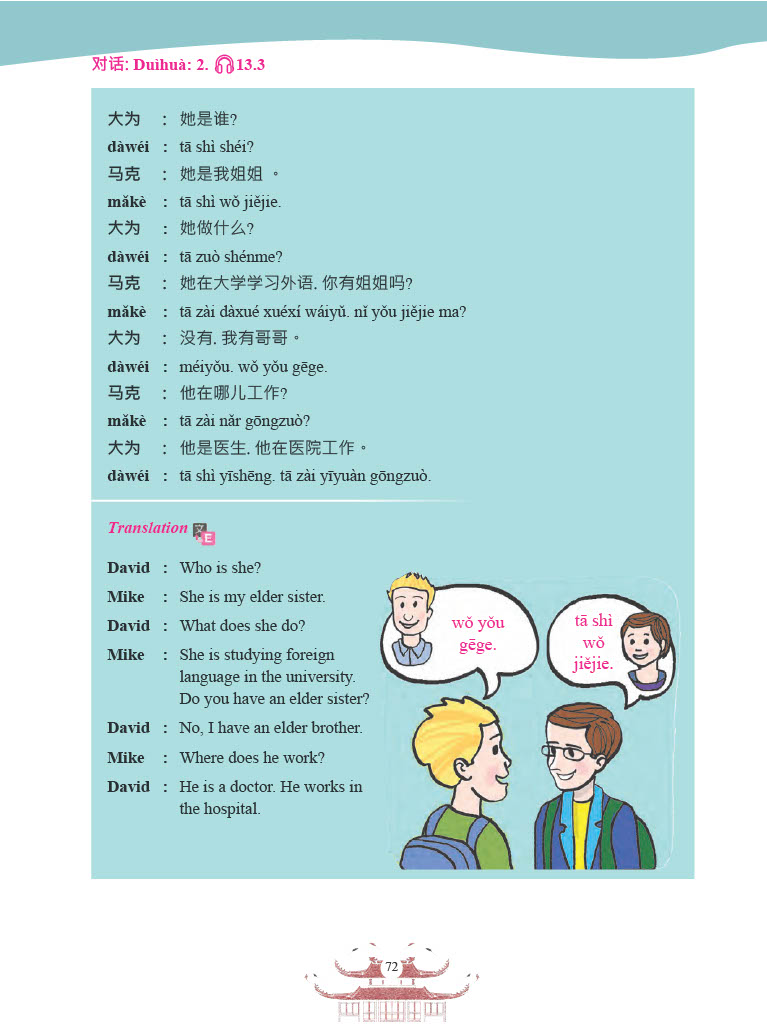 对话: Duìhuà: 2. 13.3
大为 : 她是谁?
dàwéi : tā shì shéi?
马克 : 她是我姐姐 。
mǎkè : tā shì wǒ jiějie.
大为 : 她做什么?
dàwéi : tā zuò shénme?
马克 : 她在大学学习外语. 你有姐姐吗?
mǎkè : tā zài dàxué xuéxí wáiyǔ. nǐ yǒu jiějie ma?
大为 : 没有. 我有哥哥。
dàwéi : méiyǒu. wǒ yǒu gēge.
马克 : 他在哪儿工作?
mǎkè : tā zài nǎr gōngzuò?
大为 : 他是医生. 他在医院工作。
dàwéi : tā shì yīshēng. tā zài yīyuàn gōngzuò.
Translation 文 E
David : Who is she?
Mike : She is my elder sister.
David : What does she do?
Mike : She is studying foreign
language in the university.
Do you have an elder sister?
David : No, I have an elder brother.
Mike : Where does he work?
David : He is a doctor. He works in
the hospital.
wǒ yǒu
gēge.
tā shì
wǒ
jiějie.
72